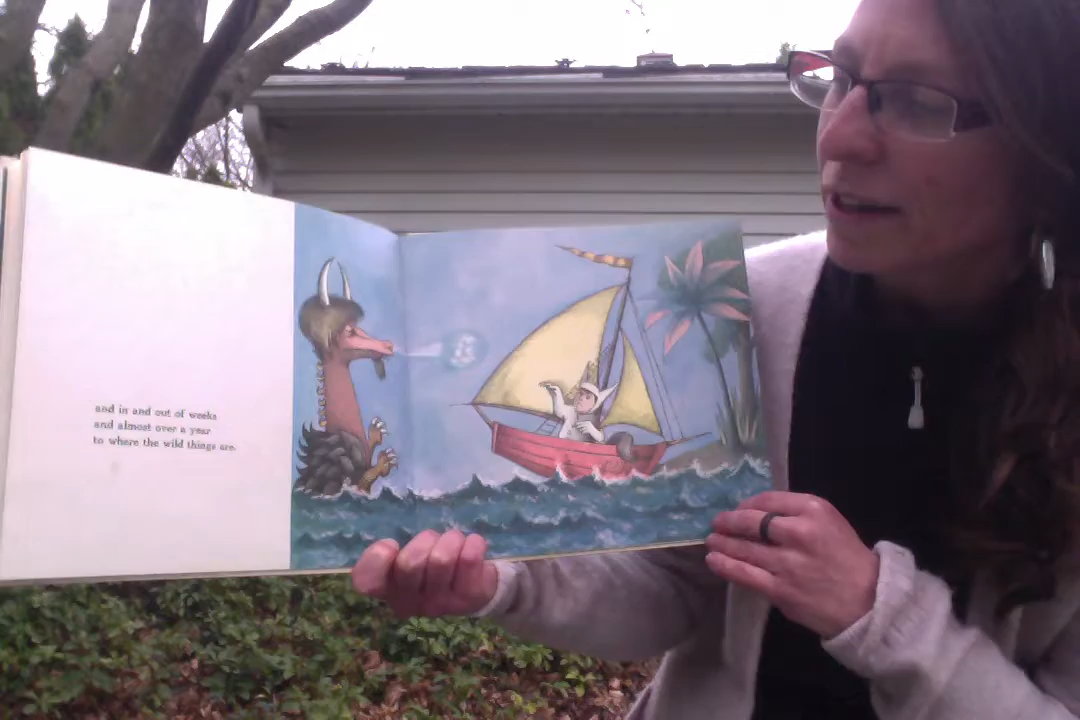 and in and out of weeks
and almost over a year
to where the wild things are.